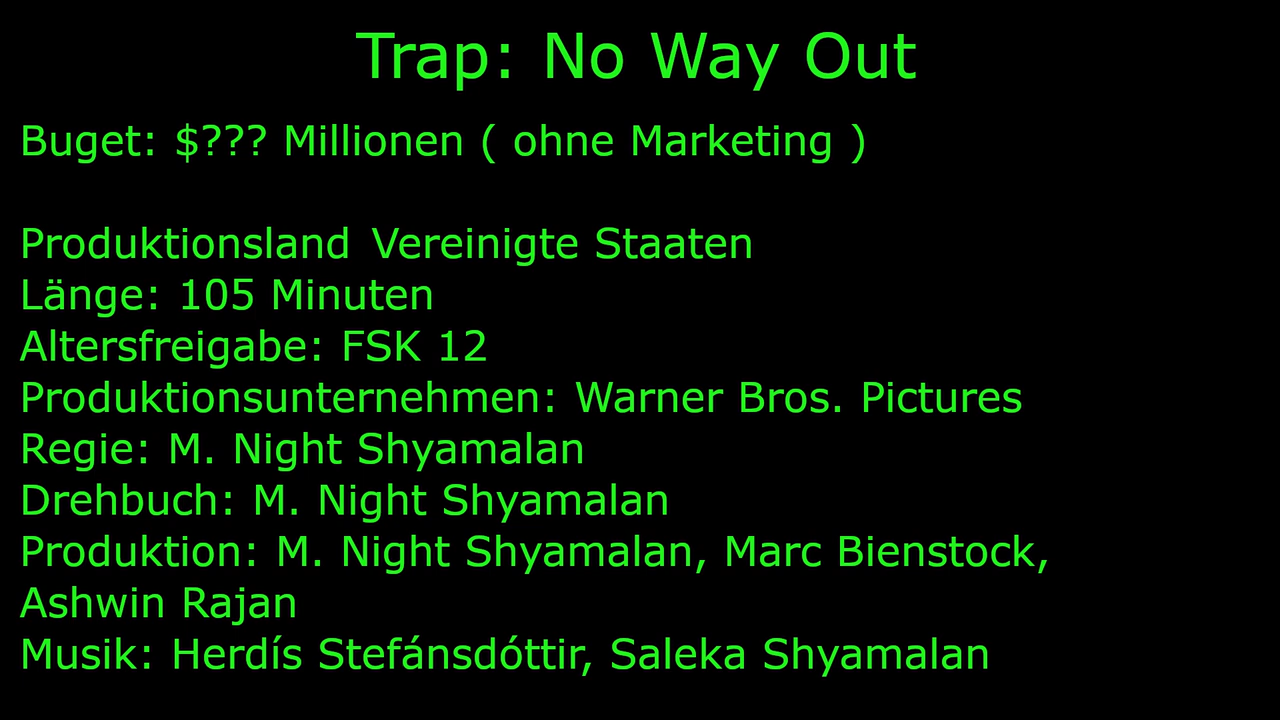 Trap: No Way Out
Buget: $??? Millionen ( ohne Marketing )
Produktionsland Vereinigte Staaten
Länge: 105 Minuten
Altersfreigabe: FSK 12
Produktionsunternehmen: Warner Bros. Pictures
Regie: M. Night Shyamalan
Drehbuch: M. Night Shyamalan
Produktion: M. Night Shyamalan, Marc Bienstock,
Ashwin Rajan
Musik: Herdís Stefánsdóttir, Saleka Shyamalan